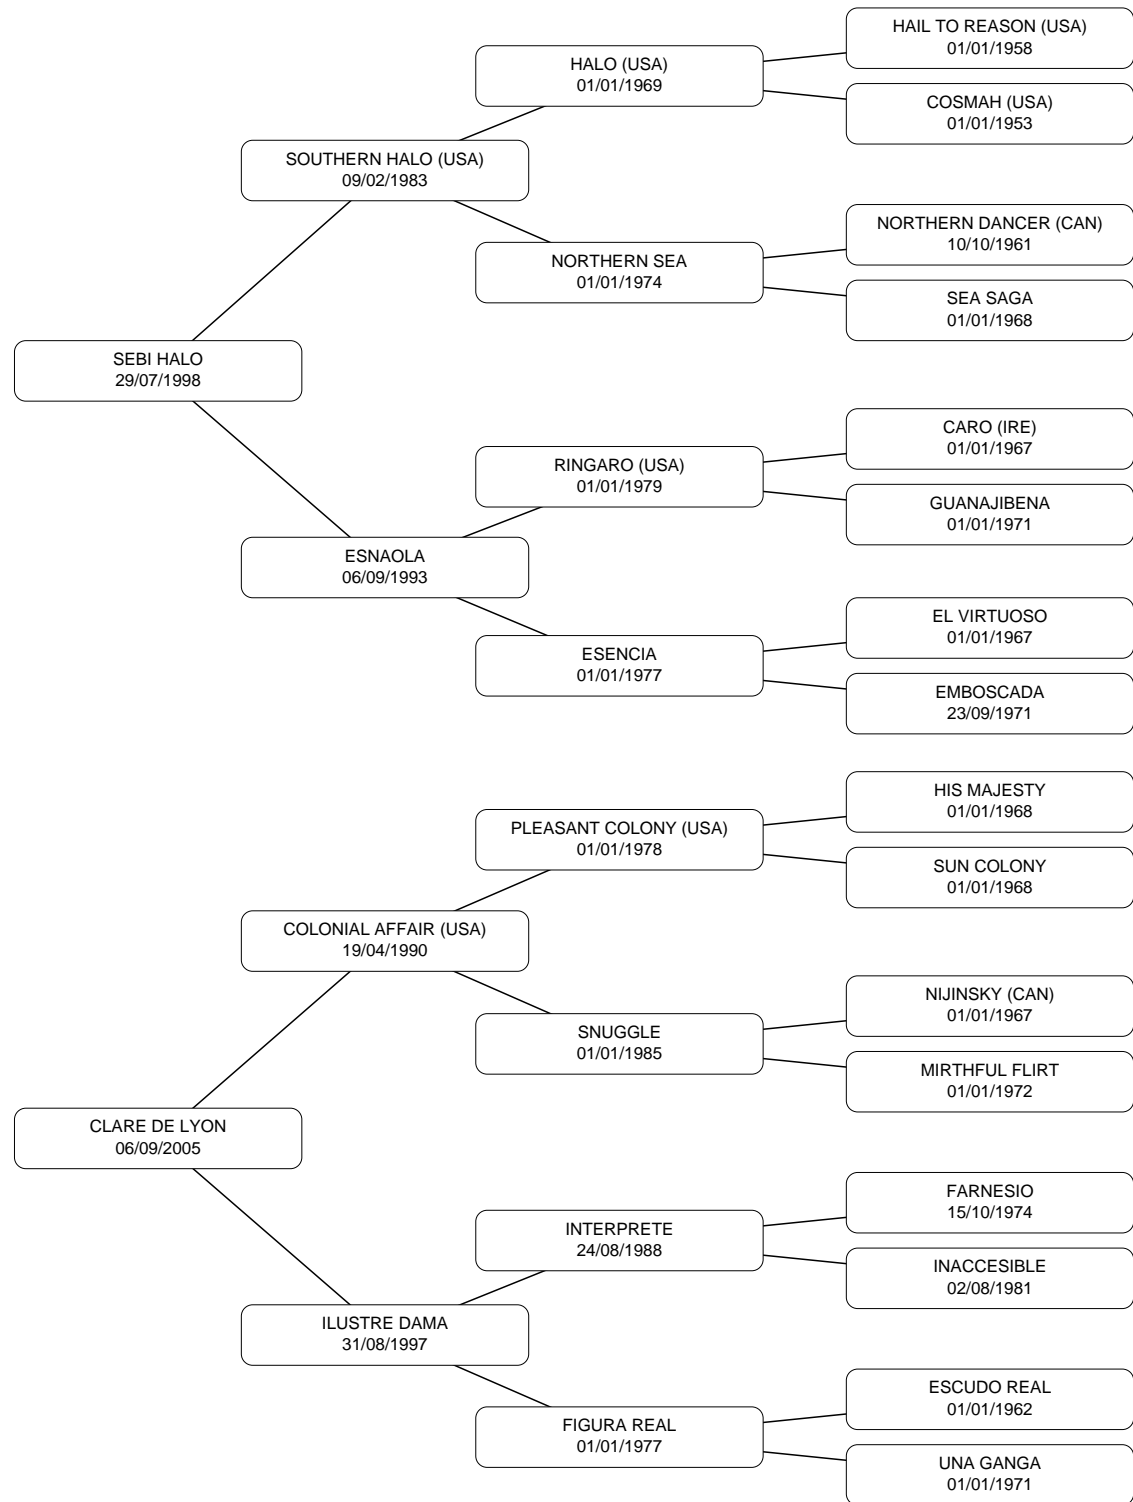 HAIL TO REASON (USA)
01/01/1958
HALO (USA)
01/01/1969
COSMAH (USA)
01/01/1953
SOUTHERN HALO (USA)
09/02/1983
NORTHERN DANCER (CAN)
10/10/1961
NORTHERN SEA
01/01/1974
SEA SAGA
01/01/1968
SEBI HALO
29/07/1998
CARO (IRE)
01/01/1967
RINGARO (USA)
01/01/1979
GUANAJIBENA
01/01/1971
ESNAOLA
06/09/1993
EL VIRTUOSO
01/01/1967
ESENCIA
01/01/1977
EMBOSCADA
23/09/1971
HIS MAJESTY
01/01/1968
PLEASANT COLONY (USA)
01/01/1978
SUN COLONY
01/01/1968
COLONIAL AFFAIR (USA)
19/04/1990
NIJINSKY (CAN)
01/01/1967
SNUGGLE
01/01/1985
MIRTHFUL FLIRT
01/01/1972
CLARE DE LYON
06/09/2005
FARNESIO
15/10/1974
INTERPRETE
24/08/1988
INACCESIBLE
02/08/1981
ILUSTRE DAMA
31/08/1997
ESCUDO REAL
01/01/1962
FIGURA REAL
01/01/1977
UNA GANGA
01/01/1971